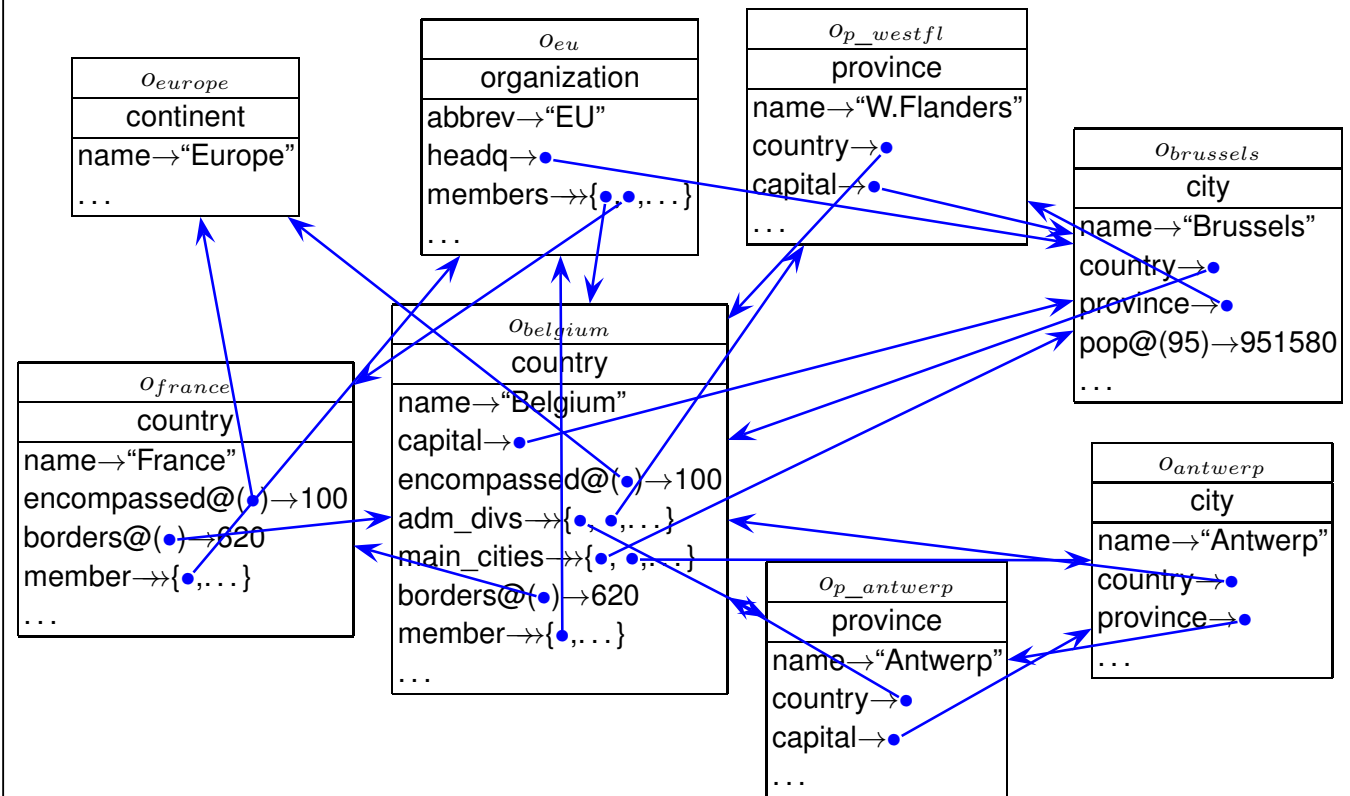 o_europe
continent
name→“Europe”
...
o_eu
organization
abbrev→“EU”
headq→•
members→→{•,•,...}
...
o_p_westfl
province
name→“W.Flanders”
country→•
capital→•
...
o_brussels
city
name→“Brussels”
country→•
province→•
pop@(95)→951580
...
o_france
country
name→“France”
encompassed@(•)→100
borders@(•)→620
member→→{•,...}
...
o_belgium
country
name→“Belgium”
capital→•
encompassed@(•)→100
adm_divs→→{•, •,...}
main_cities→→{•, •,...}
borders@(•)→620
member→→{•,...}
...
o_p_antwerp
province
name→“Antwerp”
country→•
capital→•
...
o_antwerp
city
name→“Antwerp”
country→•
province→•
...